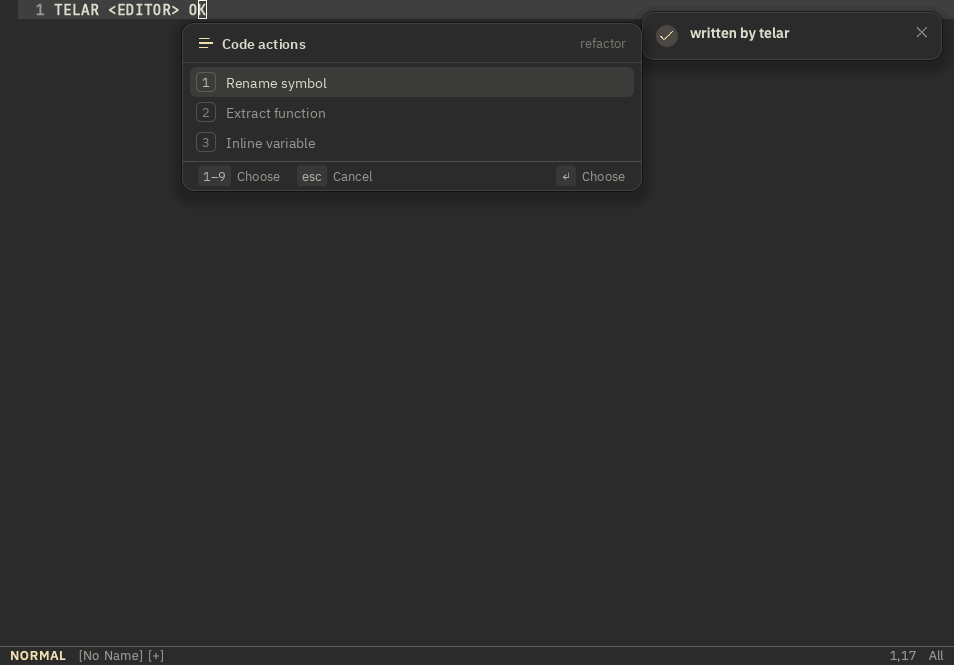 1 TELAR <EDITOR> OK
written by telar
Code actions refactor
1 Rename symbol
2 Extract function
3 Inline variable
1–9 Choose esc Cancel ↵ Choose
NORMAL [No Name] [+] 1,17 All